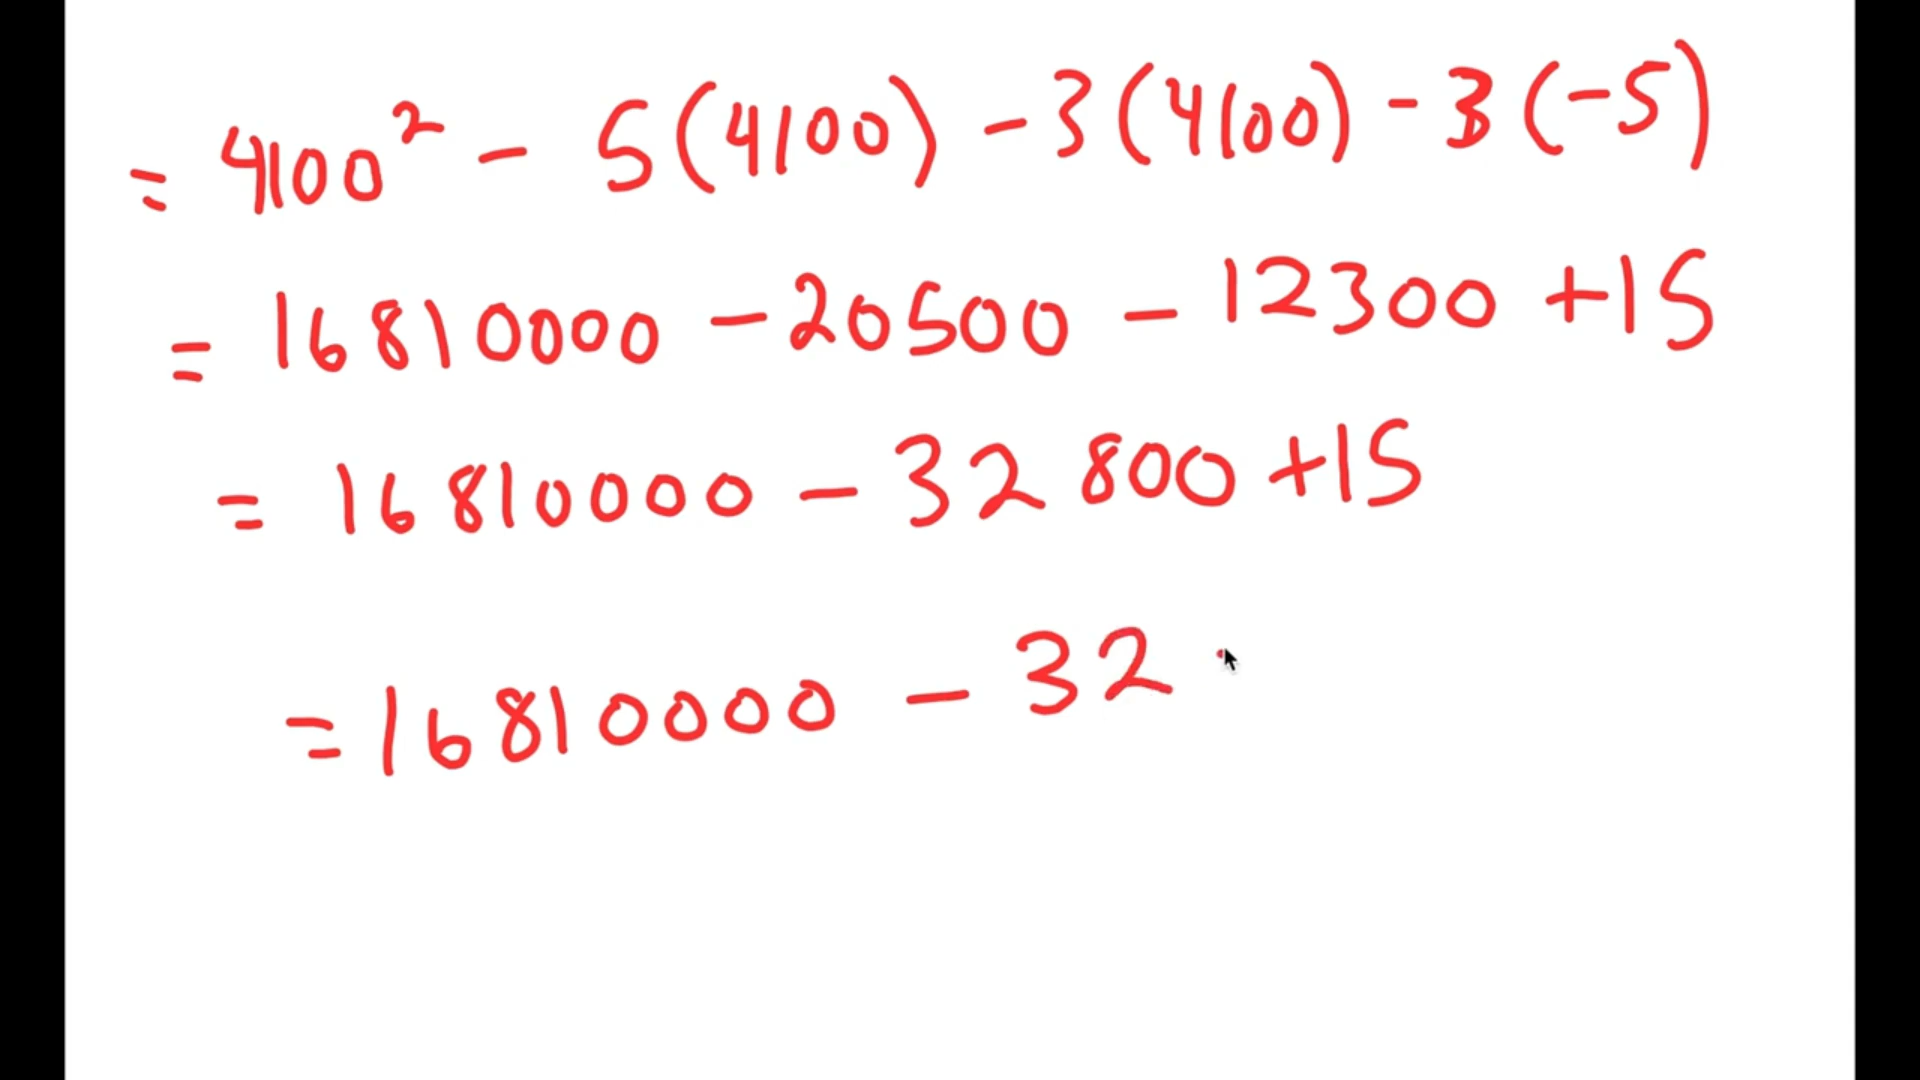 = 4100² - 5(4100) - 3(4100) - 3(-5)
= 16810000 - 20500 - 12300 + 15
= 16810000 - 32800 + 15
= 16810000 - 32